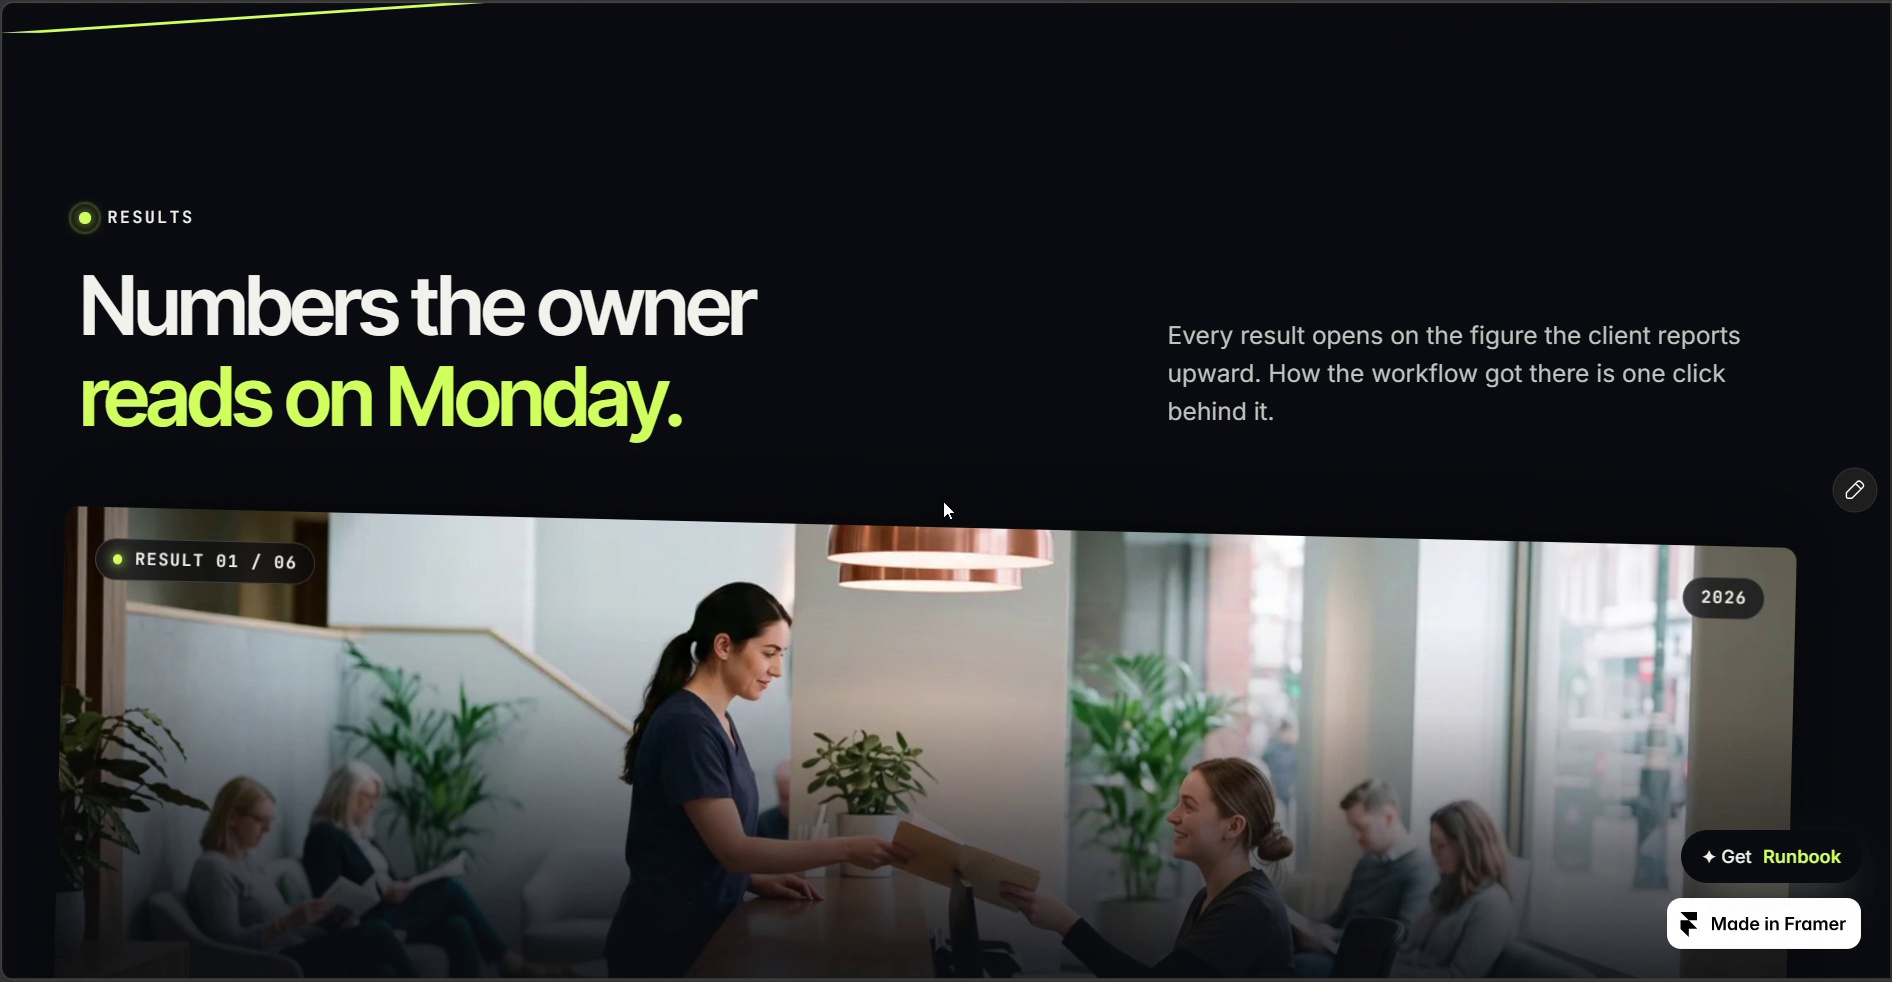 RESULTS
Numbers the owner
reads on Monday.
Every result opens on the figure the client reports
upward. How the workflow got there is one click
behind it.
RESULT 01 / 06
2026
Get Runbook
Made in Framer